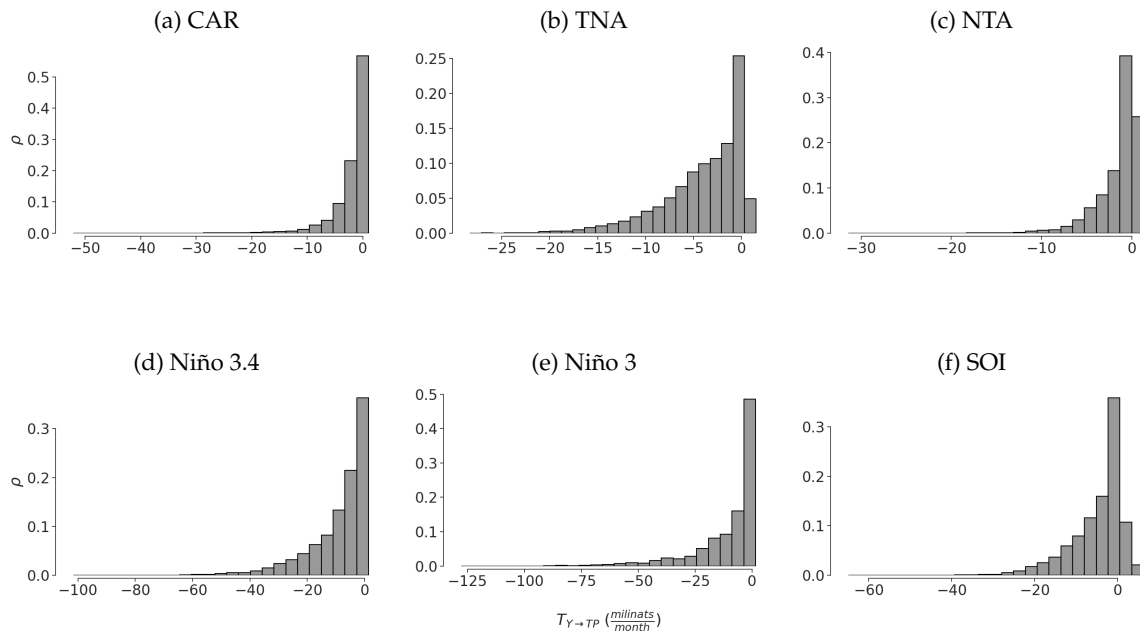 (a) CAR
(b) TNA
(c) NTA
0.5
0.4
0.3
0.2
0.1
0.0
ρ
−50 −40 −30 −20 −10 0
0.25
0.20
0.15
0.10
0.05
0.00
−25 −20 −15 −10 −5 0
0.4
0.3
0.2
0.1
0.0
−30 −20 −10 0
(d) Niño 3.4
(e) Niño 3
(f) SOI
0.3
0.2
0.1
0.0
ρ
−100 −80 −60 −40 −20 0
0.5
0.4
0.3
0.2
0.1
0.0
−125 −100 −75 −50 −25 0
0.3
0.2
0.1
0.0
−60 −40 −20 0
T_{Y→TP} (milinats/month)